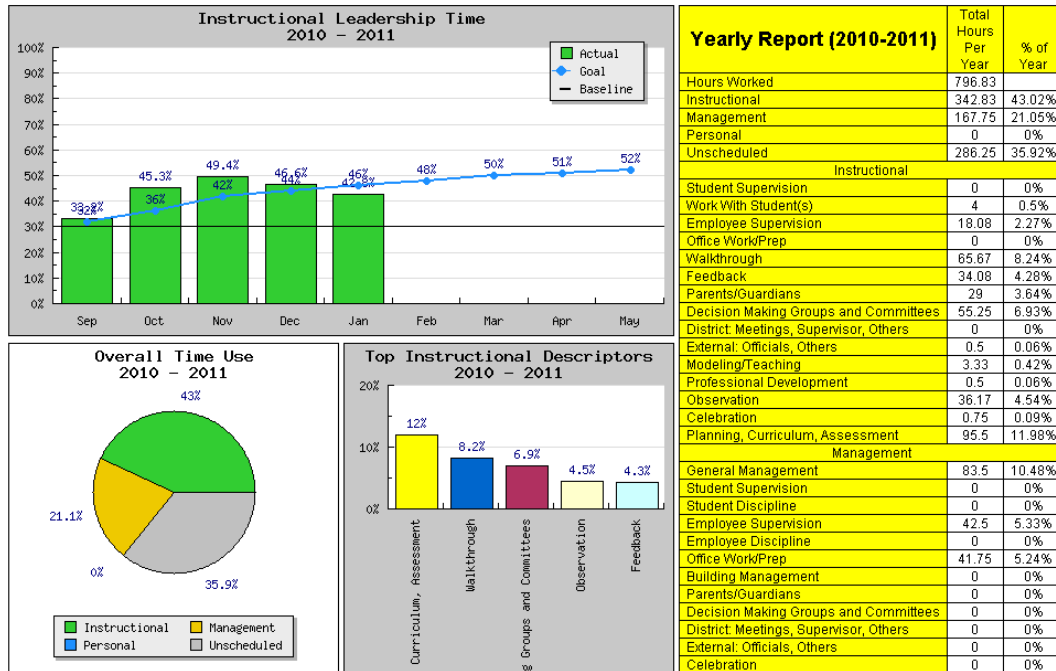 Instructional Leadership Time
2010 - 2011
100%
90%
80%
70%
60%
50%
40%
30%
20%
10%
0%
Actual
Goal
Baseline
45.3%
49.4%
46.6%
32%
36%
42%
44%
46%
48%
50%
51%
52%
Sep Oct Nov Dec Jan Feb Mar Apr May
Overall Time Use
2010 - 2011
43%
21.1%
0%
35.9%
Instructional Management
Personal Unscheduled
Top Instructional Descriptors
2010 - 2011
20%
10%
0%
12%
8.2%
6.9%
4.5%
4.3%
Curriculum, Assessment
Walkthrough
Groups and Committees
Observation
Feedback
Yearly Report (2010-2011)
Total
Hours
Per
Year
% of
Year
Hours Worked 796.83
Instructional 342.83 43.02%
Management 167.75 21.05%
Personal 0 0%
Unscheduled 286.25 35.92%
Instructional
Student Supervision 0 0%
Work With Student(s) 4 0.5%
Employee Supervision 18.08 2.27%
Office Work/Prep 0 0%
Walkthrough 65.67 8.24%
Feedback 34.08 4.28%
Parents/Guardians 29 3.64%
Decision Making Groups and Committees 55.25 6.93%
District: Meetings, Supervisor, Others 0 0%
External: Officials, Others 0.5 0.06%
Modeling/Teaching 3.33 0.42%
Professional Development 0.5 0.06%
Observation 36.17 4.54%
Celebration 0.75 0.09%
Planning, Curriculum, Assessment 95.5 11.98%
Management
General Management 83.5 10.48%
Student Supervision 0 0%
Student Discipline 0 0%
Employee Supervision 42.5 5.33%
Employee Discipline 0 0%
Office Work/Prep 41.75 5.24%
Building Management 0 0%
Parents/Guardians 0 0%
Decision Making Groups and Committees 0 0%
District: Meetings, Supervisor, Others 0 0%
External: Officials, Others 0 0%
Celebration 0 0%